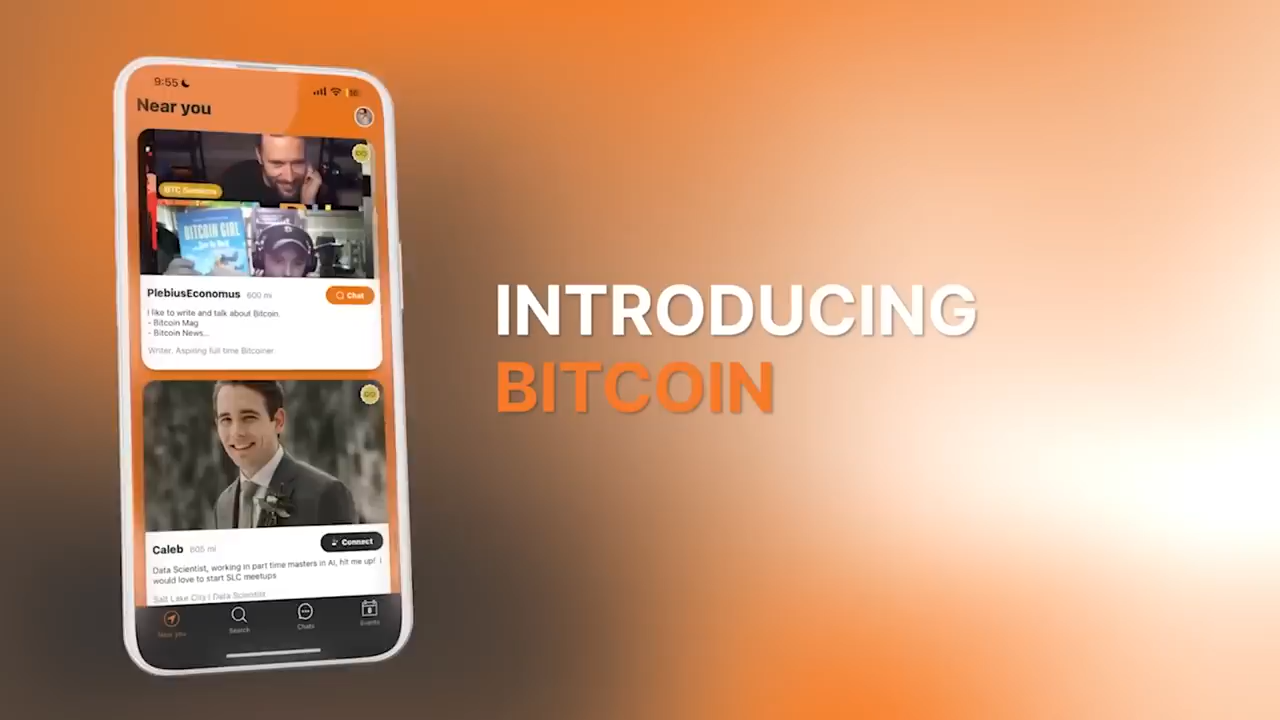 9:55
Near you
BTC Sessions
BITCOIN GIRL
Save the World
PlebiusEconomus 600 mi
Chat
I like to write and talk about Bitcoin.
- Bitcoin Mag
- Bitcoin News...
Writer. Aspiring full time Bitcoiner
INTRODUCING
BITCOIN
Caleb 605 mi
Connect
Data Scientist, working in part time masters in AI, hit me up! I
would love to start SLC meetups
Salt Lake City | Data Scientist
Near you
Search
Chats
Events